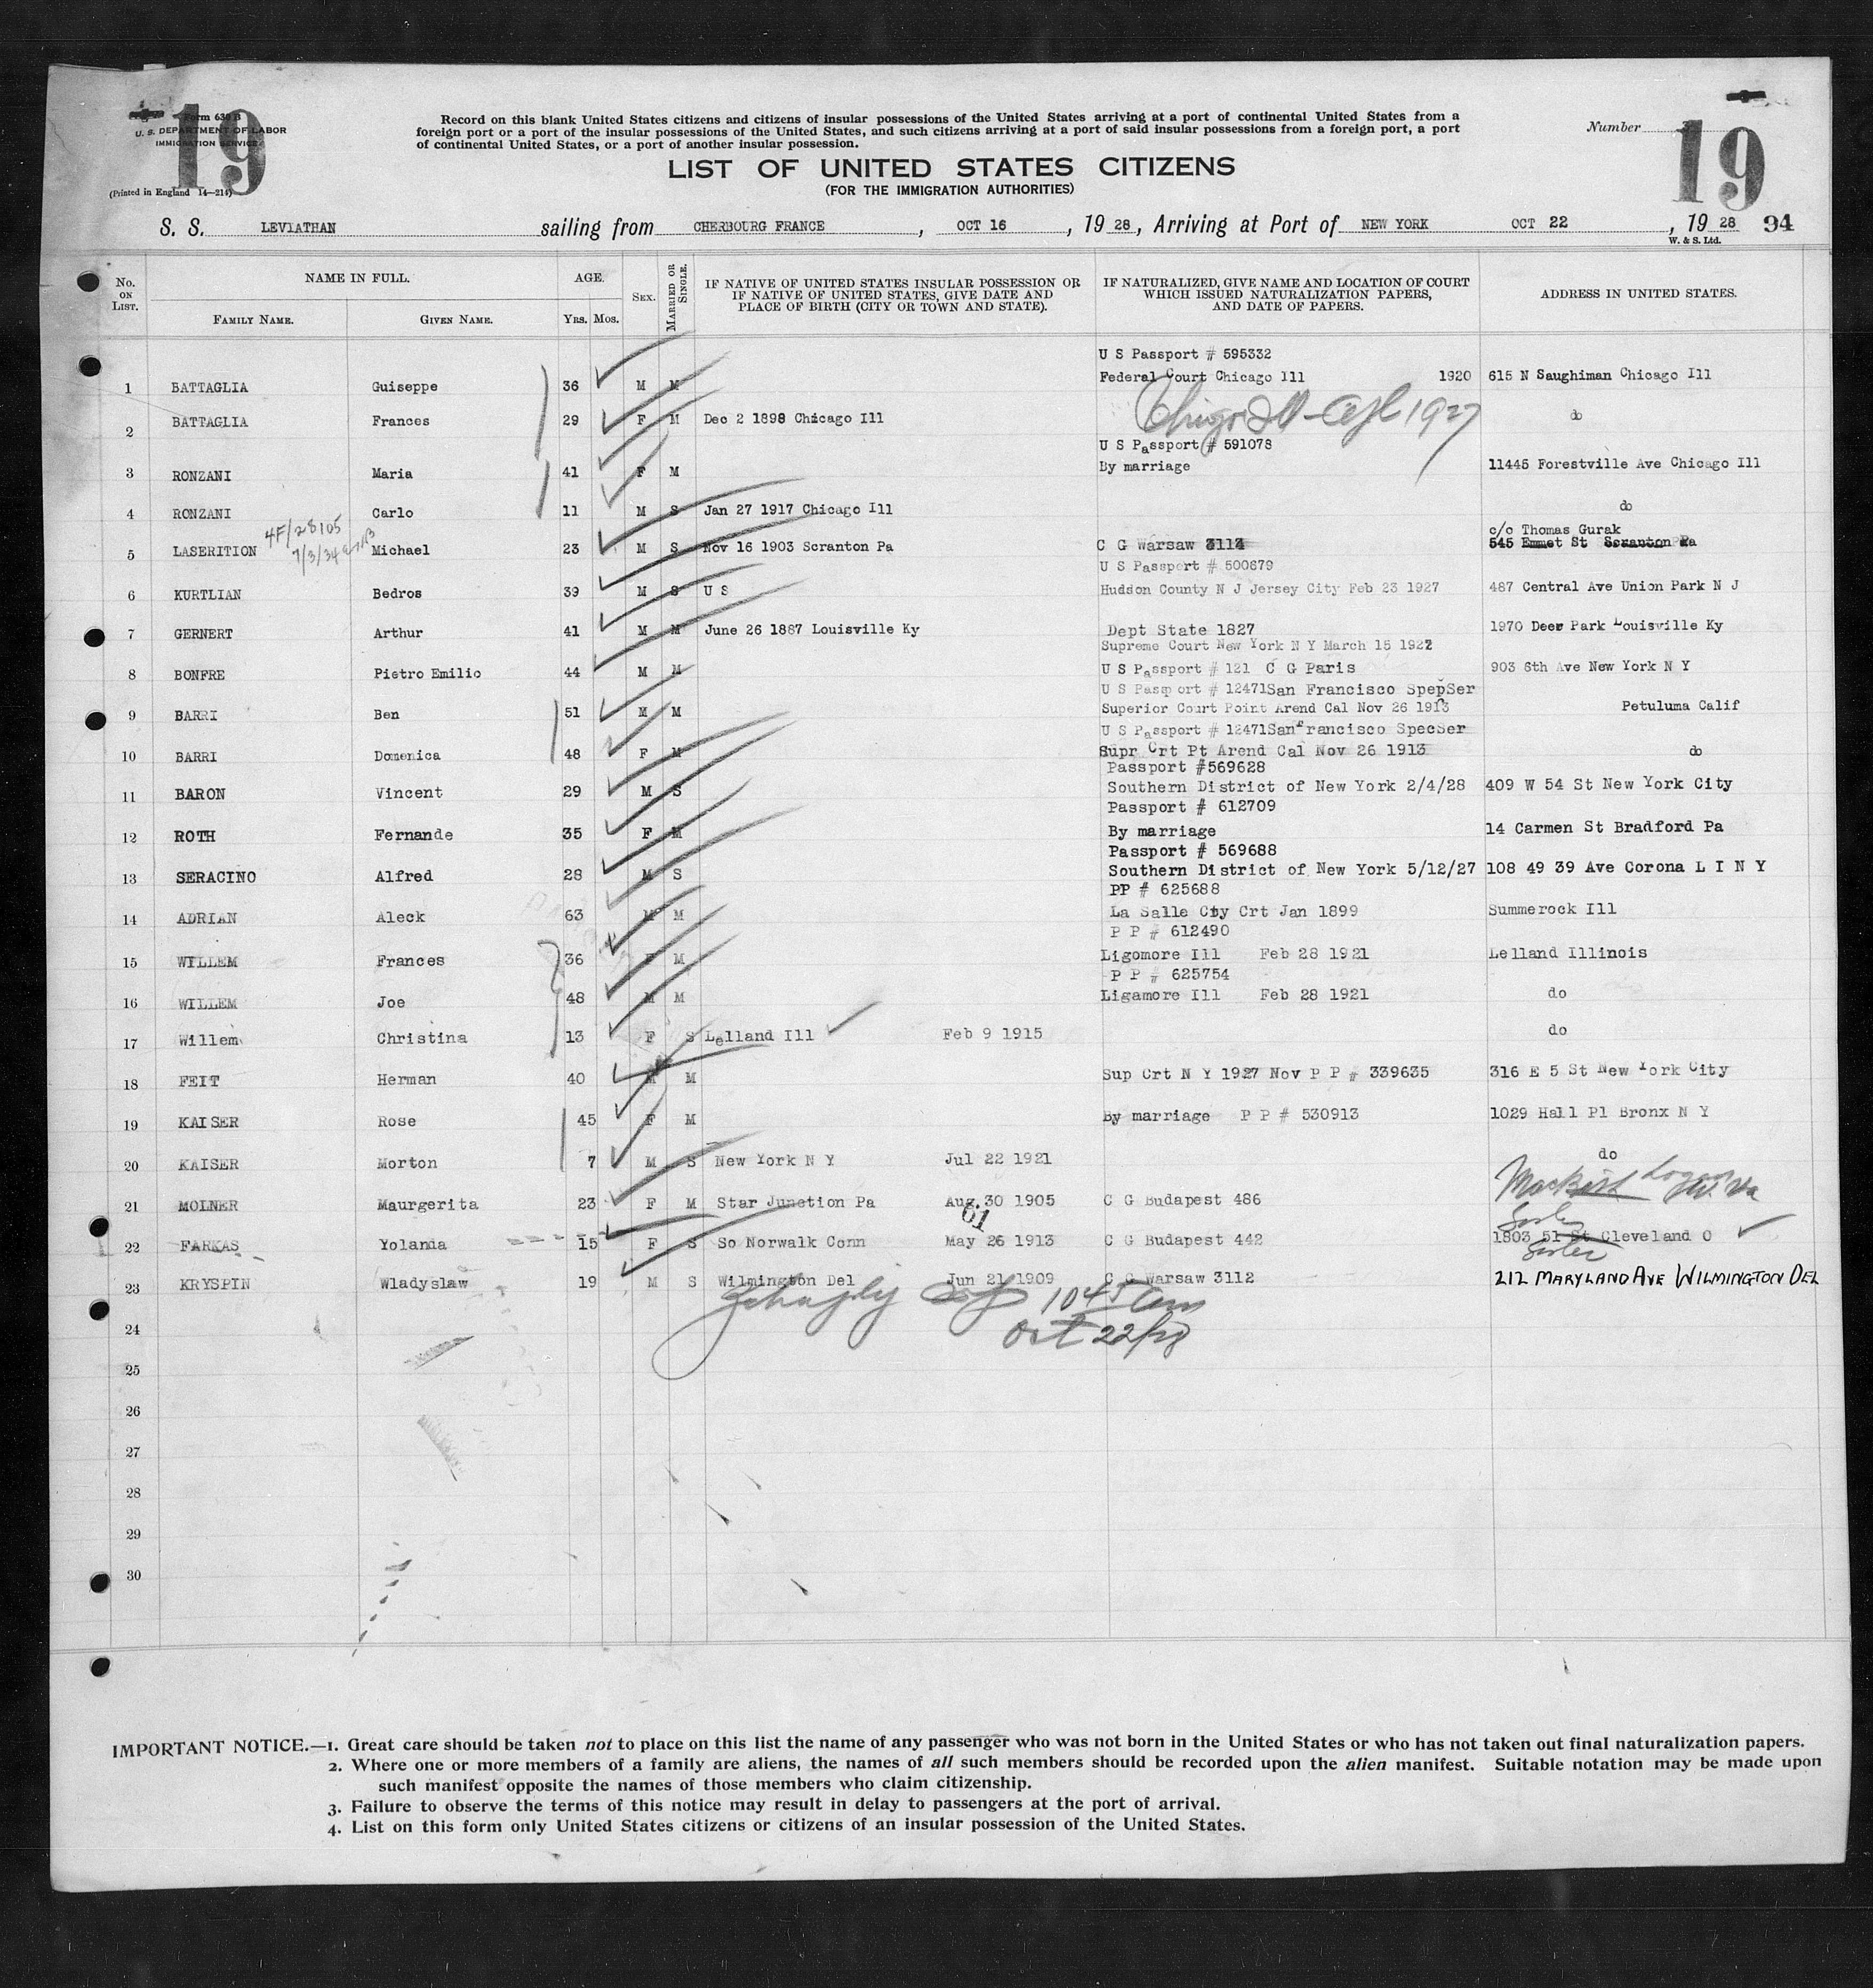 19
Form 630 B
U. S. DEPARTMENT OF LABOR
IMMIGRATION SERVICE
(Printed in England 14—214)
Record on this blank United States citizens and citizens of insular possessions of the United States arriving at a port of continental United States from a
foreign port or a port of the insular possessions of the United States, and such citizens arriving at a port of said insular possessions from a foreign port, a port
of continental United States, or a port of another insular possession.
Number
19
LIST OF UNITED STATES CITIZENS
(FOR THE IMMIGRATION AUTHORITIES)
S. S. LEVIATHAN sailing from CHERBOURG FRANCE, OCT 16, 1928, Arriving at Port of NEW YORK OCT 22, 1928 94
W. & S. Ltd.
No. ON LIST. NAME IN FULL. FAMILY NAME. GIVEN NAME. AGE. YRS. MOS. SEX. MARRIED OR SINGLE. IF NATIVE OF UNITED STATES INSULAR POSSESSION OR IF NATIVE OF UNITED STATES, GIVE DATE AND PLACE OF BIRTH (CITY OR TOWN AND STATE). IF NATURALIZED, GIVE NAME AND LOCATION OF COURT WHICH ISSUED NATURALIZATION PAPERS, AND DATE OF PAPERS. ADDRESS IN UNITED STATES.
U S Passport # 595332
1 BATTAGLIA Guiseppe 36 M M Federal Court Chicago Ill 1920 615 N Saughiman Chicago Ill
2 BATTAGLIA Frances 29 F M Dec 2 1898 Chicago Ill 1927 do
U S Passport # 591078
3 RONZANI Maria 41 F M By marriage 11445 Forestville Ave Chicago Ill
4 RONZANI Carlo 11 M S Jan 27 1917 Chicago Ill do
4F/28105
7/3/34
c/o Thomas Gurak
5 LASERITION Michael 23 M S Nov 16 1903 Scranton Pa C G Warsaw 3113 545 Emmet St Scranton Pa
U S Passport # 500879
6 KURTLIAN Bedros 39 M S U S Hudson County N J Jersey City Feb 23 1927 487 Central Ave Union Park N J
7 GERNERT Arthur 41 M M June 26 1887 Louisville Ky Dept State 1827 1970 Deer Park Louisville Ky
Supreme Court New York N Y March 15 1922
8 BONFRE Pietro Emilio 44 M M U S Passport # 121 C G Paris 903 6th Ave New York N Y
U S Pasport # 12471San Francisco SpepSer
9 BARRI Ben 51 M M Superior Court Point Arend Cal Nov 26 1913 Petuluma Calif
U S Passport # 12471San francisco SpecSer
10 BARRI Domenica 48 F M Supr Crt Pt Arend Cal Nov 26 1913 do
Passport #569628
11 BARON Vincent 29 M S Southern District of New York 2/4/28 409 W 54 St New York City
Passport # 612709
12 ROTH Fernande 35 F M By marriage 14 Carmen St Bradford Pa
Passport # 569688
13 SERACINO Alfred 28 M S Southern District of New York 5/12/27 108 49 39 Ave Corona L I N Y
PP # 625688
14 ADRIAN Aleck 63 M M La Salle Cty Crt Jan 1899 Summerock Ill
P P # 612490
15 WILLEM Frances 36 F M Ligomore Ill Feb 28 1921 Lelland Illinois
P P # 625754
16 WILLEM Joe 48 M M Ligamore Ill Feb 28 1921 do
17 Willem Christina 13 F S Lelland Ill Feb 9 1915 do
18 FEIT Herman 40 M M Sup Crt N Y 1927 Nov P P # 339635 316 E 5 St New York City
19 KAISER Rose 45 F M By marriage P P # 530913 1029 Hall Pl Bronx N Y
20 KAISER Morton 7 M S New York N Y Jul 22 1921 do
21 MOLNER Maurgerita 23 F M Star Junction Pa Aug 30 1905 C G Budapest 486
61
22 FARKAS Yolanda 15 F S So Norwalk Conn May 26 1913 C G Budapest 442 1803 51 St Cleveland O
Sister
23 KRYSPIN Wladyslaw 19 M S Wilmington Del Jun 21 1909 C G Warsaw 3112 212 MARYLAND AVE WILMINGTON DEL
10 45 am
Oct 22/28
24
25
26
27
28
29
30
IMPORTANT NOTICE.—1. Great care should be taken not to place on this list the name of any passenger who was not born in the United States or who has not taken out final naturalization papers.
2. Where one or more members of a family are aliens, the names of all such members should be recorded upon the alien manifest. Suitable notation may be made upon
such manifest opposite the names of those members who claim citizenship.
3. Failure to observe the terms of this notice may result in delay to passengers at the port of arrival.
4. List on this form only United States citizens or citizens of an insular possession of the United States.